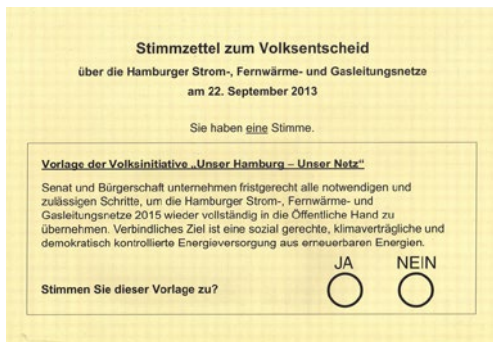 Stimmzettel zum Volksentscheid
über die Hamburger Strom-, Fernwärme- und Gasleitungsnetze
am 22. September 2013
Sie haben eine Stimme.
Vorlage der Volksinitiative „Unser Hamburg – Unser Netz“
Senat und Bürgerschaft unternehmen fristgerecht alle notwendigen und
zulässigen Schritte, um die Hamburger Strom-, Fernwärme- und
Gasleitungsnetze 2015 wieder vollständig in die Öffentliche Hand zu
übernehmen. Verbindliches Ziel ist eine sozial gerechte, klimaverträgliche und
demokratisch kontrollierte Energieversorgung aus erneuerbaren Energien.
JA NEIN
Stimmen Sie dieser Vorlage zu?